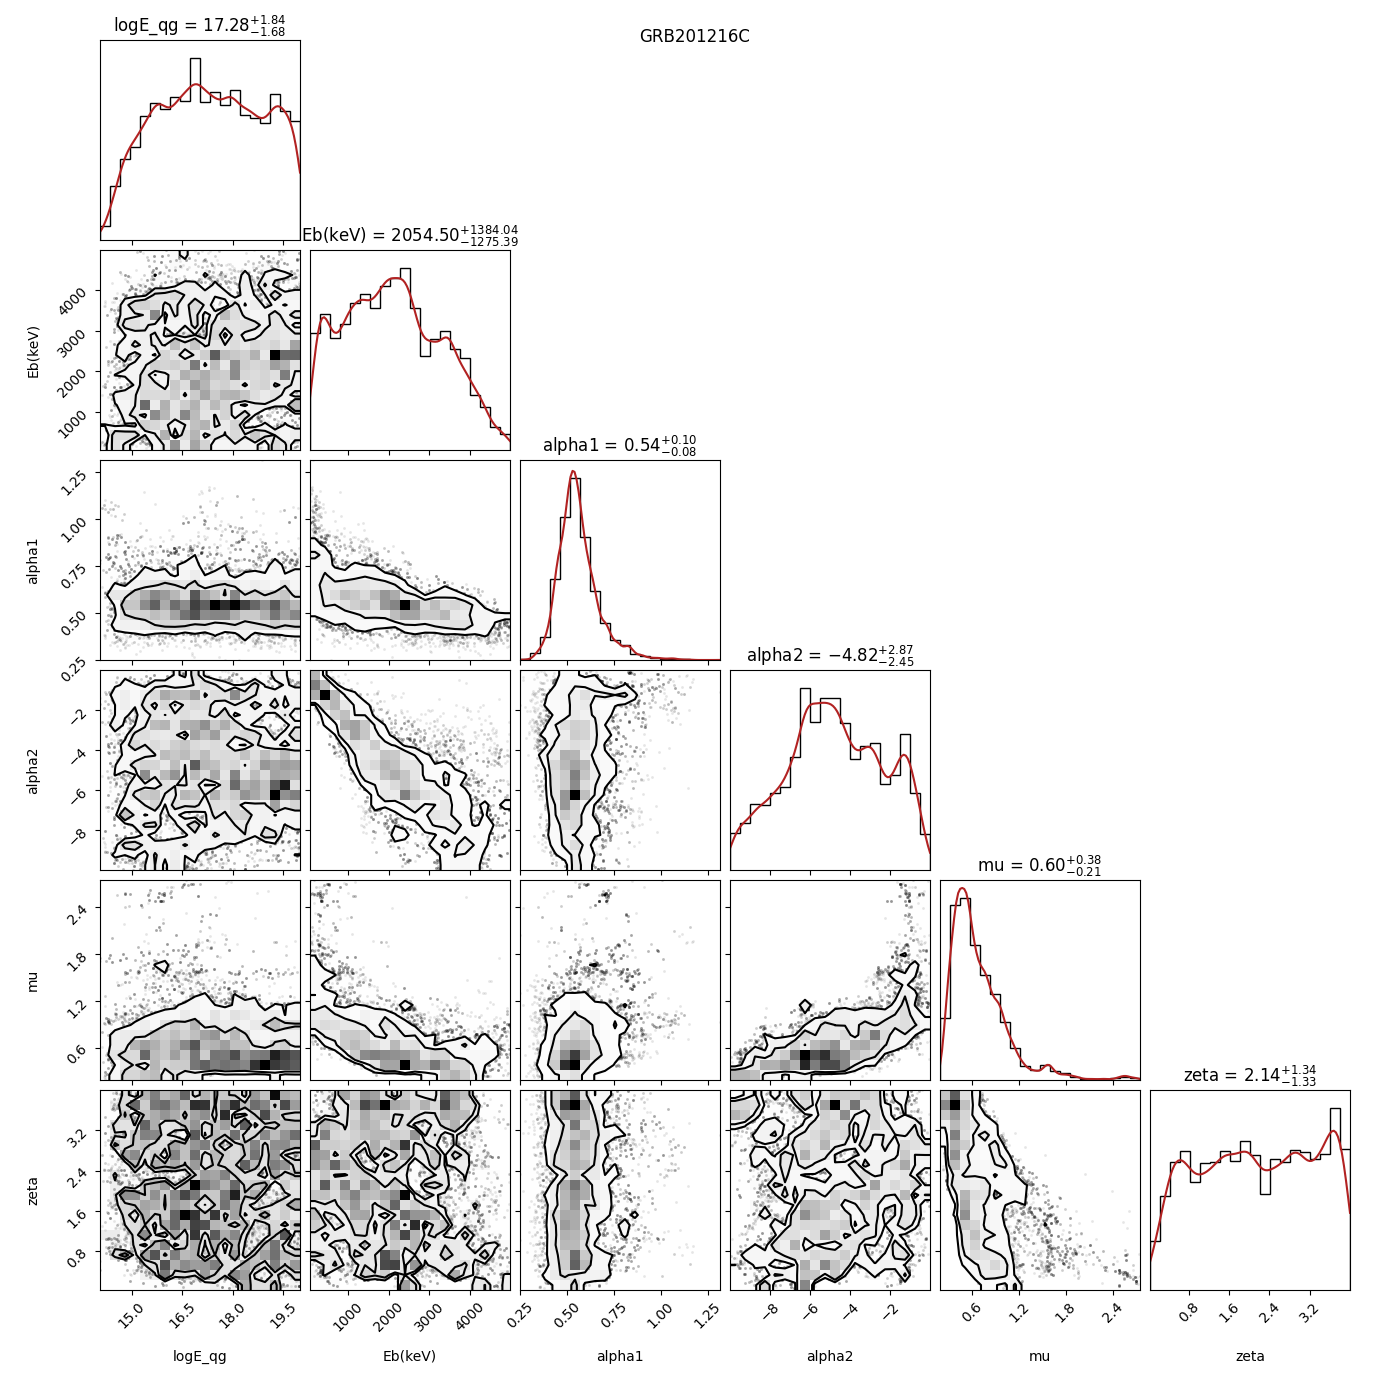 GRB201216C
logE_qg = 17.28 +1.84 −1.68
Eb(keV) = 2054.50 +1384.04 −1275.39
Eb(keV)
4000
3000
2000
1000
alpha1 = 0.54 +0.10 −0.08
alpha1
1.25
1.00
0.75
0.50
0.25
alpha2 = −4.82 +2.87 −2.45
alpha2
−2
−4
−6
−8
mu = 0.60 +0.38 −0.21
mu
2.4
1.8
1.2
0.6
zeta = 2.14 +1.34 −1.33
zeta
3.2
2.4
1.6
0.8
15.0 16.5 18.0 19.5
1000 2000 3000 4000
0.25 0.50 0.75 1.00 1.25
−8 −6 −4 −2
0.6 1.2 1.8 2.4
0.8 1.6 2.4 3.2
logE_qg Eb(keV) alpha1 alpha2 mu zeta